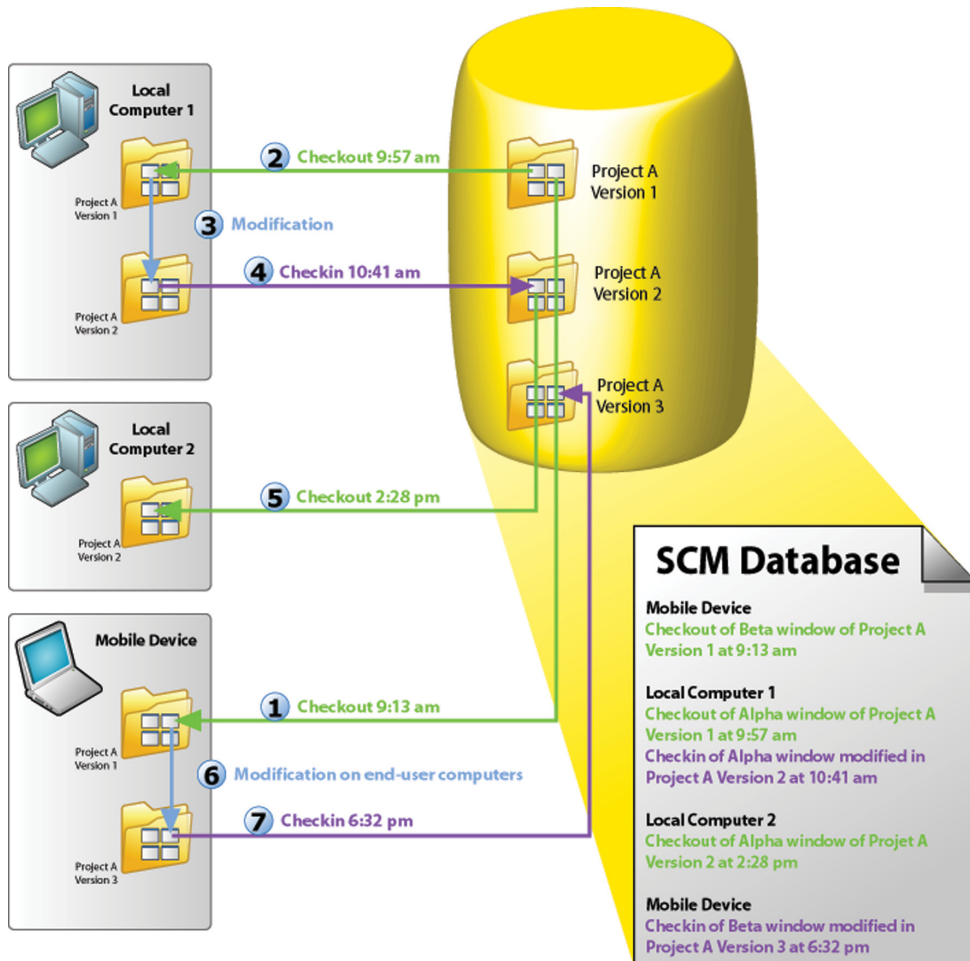 Local
Computer 1
Project A
Version 1
2 Checkout 9:57 am
3 Modification
Project A
Version 2
4 Checkin 10:41 am
Project A
Version 1
Project A
Version 2
Project A
Version 3
Local
Computer 2
Project A
Version 2
5 Checkout 2:28 pm
Mobile Device
Project A
Version 1
1 Checkout 9:13 am
6 Modification on end-user computers
7 Checkin 6:32 pm
Project A
Version 3
SCM Database
Mobile Device
Checkout of Beta window of Project A
Version 1 at 9:13 am
Local Computer 1
Checkout of Alpha window of Project A
Version 1 at 9:57 am
Checkin of Alpha window modified in
Project A Version 2 at 10:41 am
Local Computer 2
Checkout of Alpha window of Projet A
Version 2 at 2:28 pm
Mobile Device
Checkin of Beta window modified in
Project A Version 3 at 6:32 pm